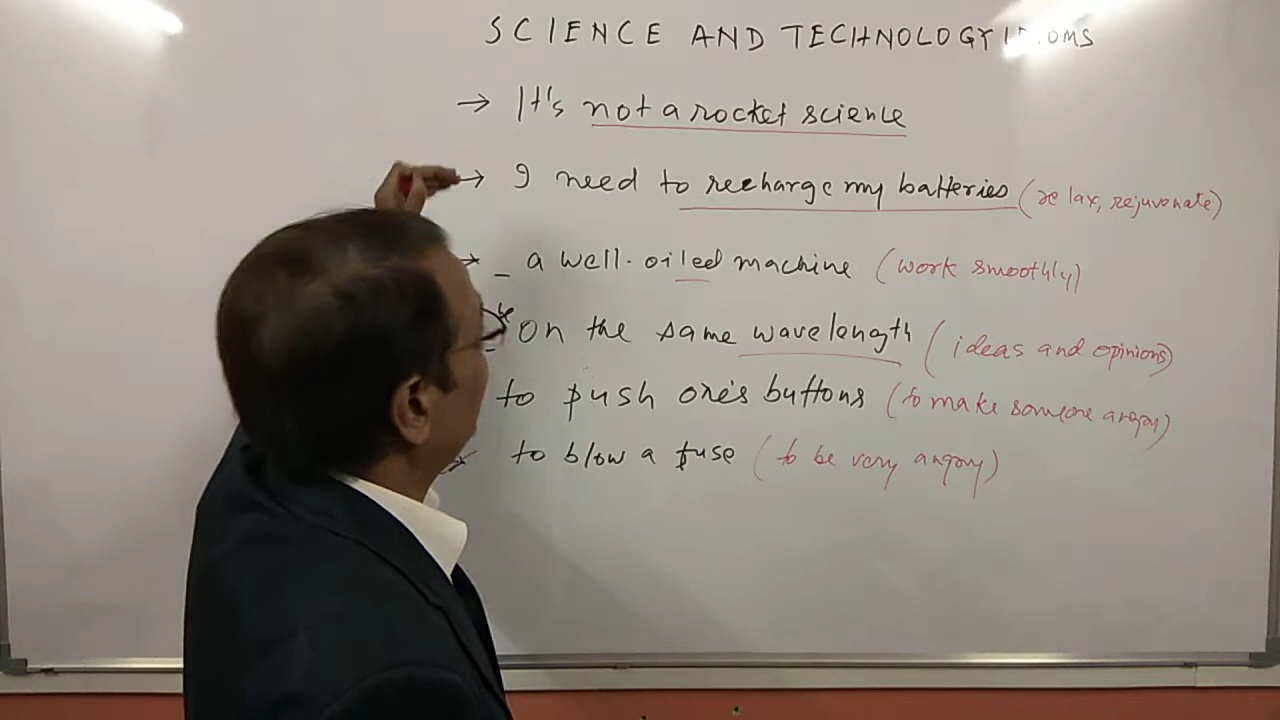 SCIENCE AND TECHNOLOGY
→ It's not a rocket science
→ I need to recharge my batteries (relax, rejuvenate)
→ _ a well-oiled machine (work smoothly)
on the same wavelength (ideas and opinions)
to push one's buttons (to make someone angry)
to blow a fuse (to be very angry)